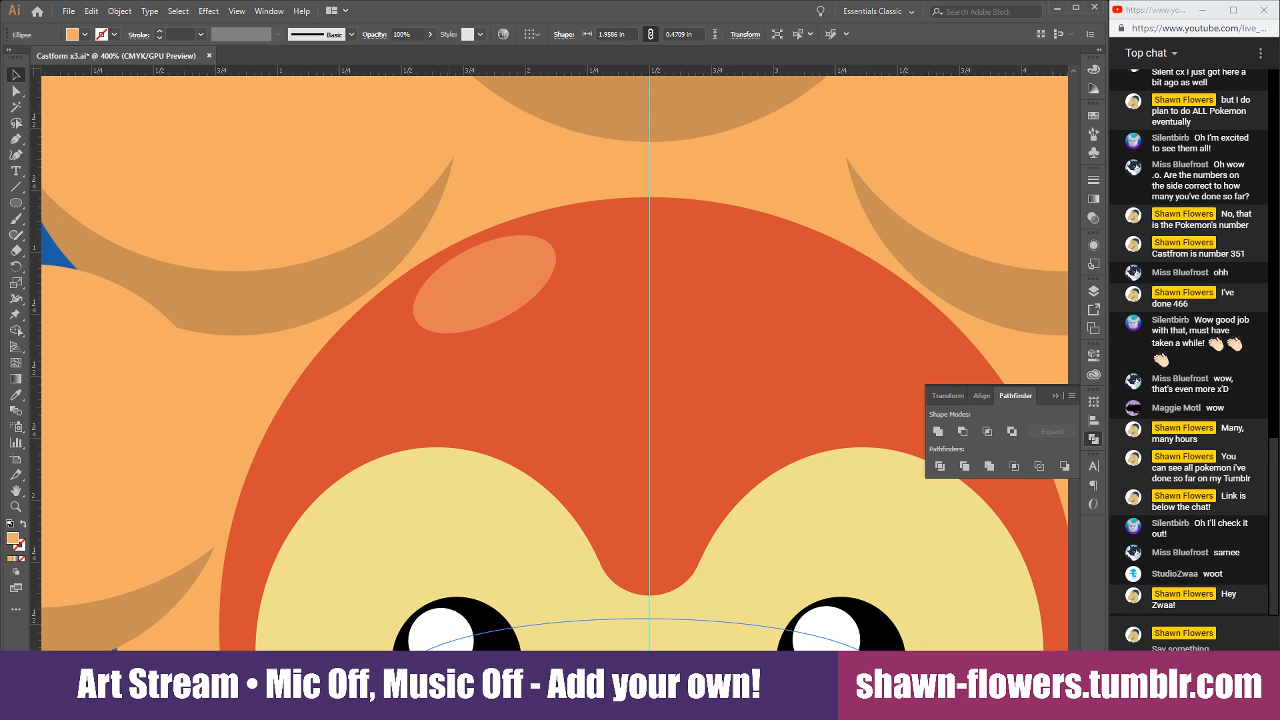 Ai File Edit Object Type Select Effect View Window Help Essentials Classic Search Adobe Stock
Ellipse Stroke: Basic Opacity: 100% Style: Shape: 1.9586 in 0.4709 in Transform
Castform x3.ai* @ 400% (CMYK/GPU Preview) ×
Transform Align Pathfinder
Shape Modes:
Expand
Pathfinders:
https://www.yo...
https://www.youtube.com/live_...
Top chat
Silent cx I just got here a
bit ago as well
Shawn Flowers but I do
plan to do ALL Pokemon
eventually
Silentbirb Oh I'm excited
to see them all!
Miss Bluefrost Oh wow
.o. Are the numbers on
the side correct to how
many you've done so far?
Shawn Flowers No, that
is the Pokemon's number
Shawn Flowers
Castfrom is number 351
Miss Bluefrost ohh
Shawn Flowers I've
done 466
Silentbirb Wow good job
with that, must have
taken a while! 👏🏻👏🏻
👏🏻
Miss Bluefrost wow,
that's even more x'D
Maggie Motl wow
Shawn Flowers Many,
many hours
Shawn Flowers You
can see all pokemon i've
done so far on my Tumblr
Shawn Flowers Link is
below the chat!
Silentbirb Oh I'll check it
out!
Miss Bluefrost samee
StudioZwaa woot
Shawn Flowers Hey
Zwaa!
Shawn Flowers
Say something...
Art Stream • Mic Off, Music Off - Add your own!
shawn-flowers.tumblr.com